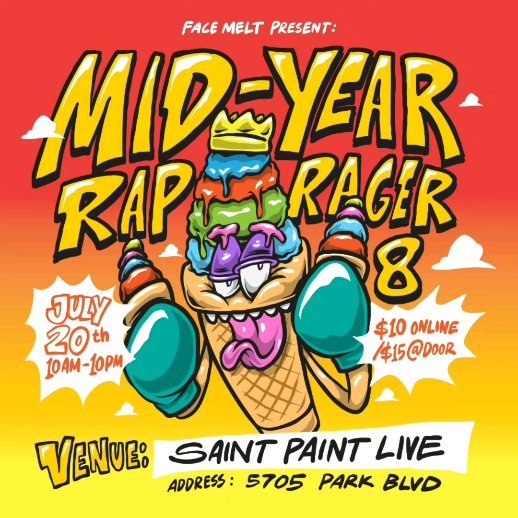 FACE MELT PRESENT:
MID-YEAR
RAP RAGER
8
JULY
20th
10AM-10PM
$10 ONLINE
/$15@DOOR
VENUE:
SAINT PAINT LIVE
ADDRESS: 5705 PARK BLVD